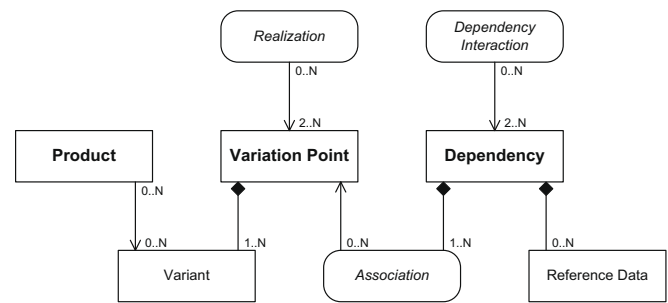 Realization
Dependency
Interaction
0..N
0..N
2..N
2..N
Product
Variation Point
Dependency
0..N
0..N
1..N
0..N
1..N
0..N
Variant
Association
Reference Data